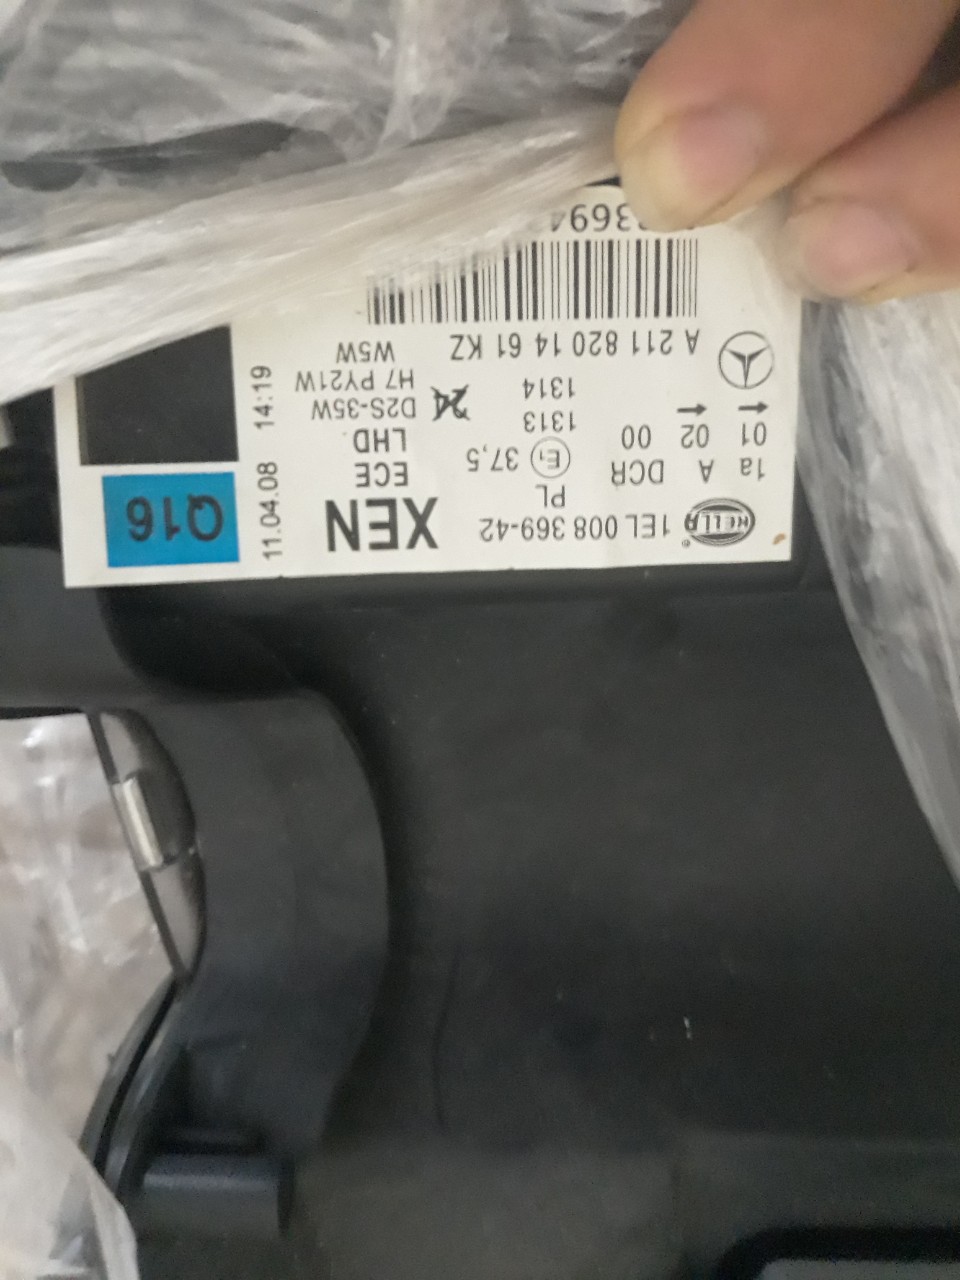 HELLA ® 1EL 008 369-42 XEN
PL
1a A DCR E1 37,5 ECE
01 02 00 1313 LHD
1314 D2S-35W
H7 PY21W
A 211 820 14 61 KZ W5W
11.04.08 14:19
Q16